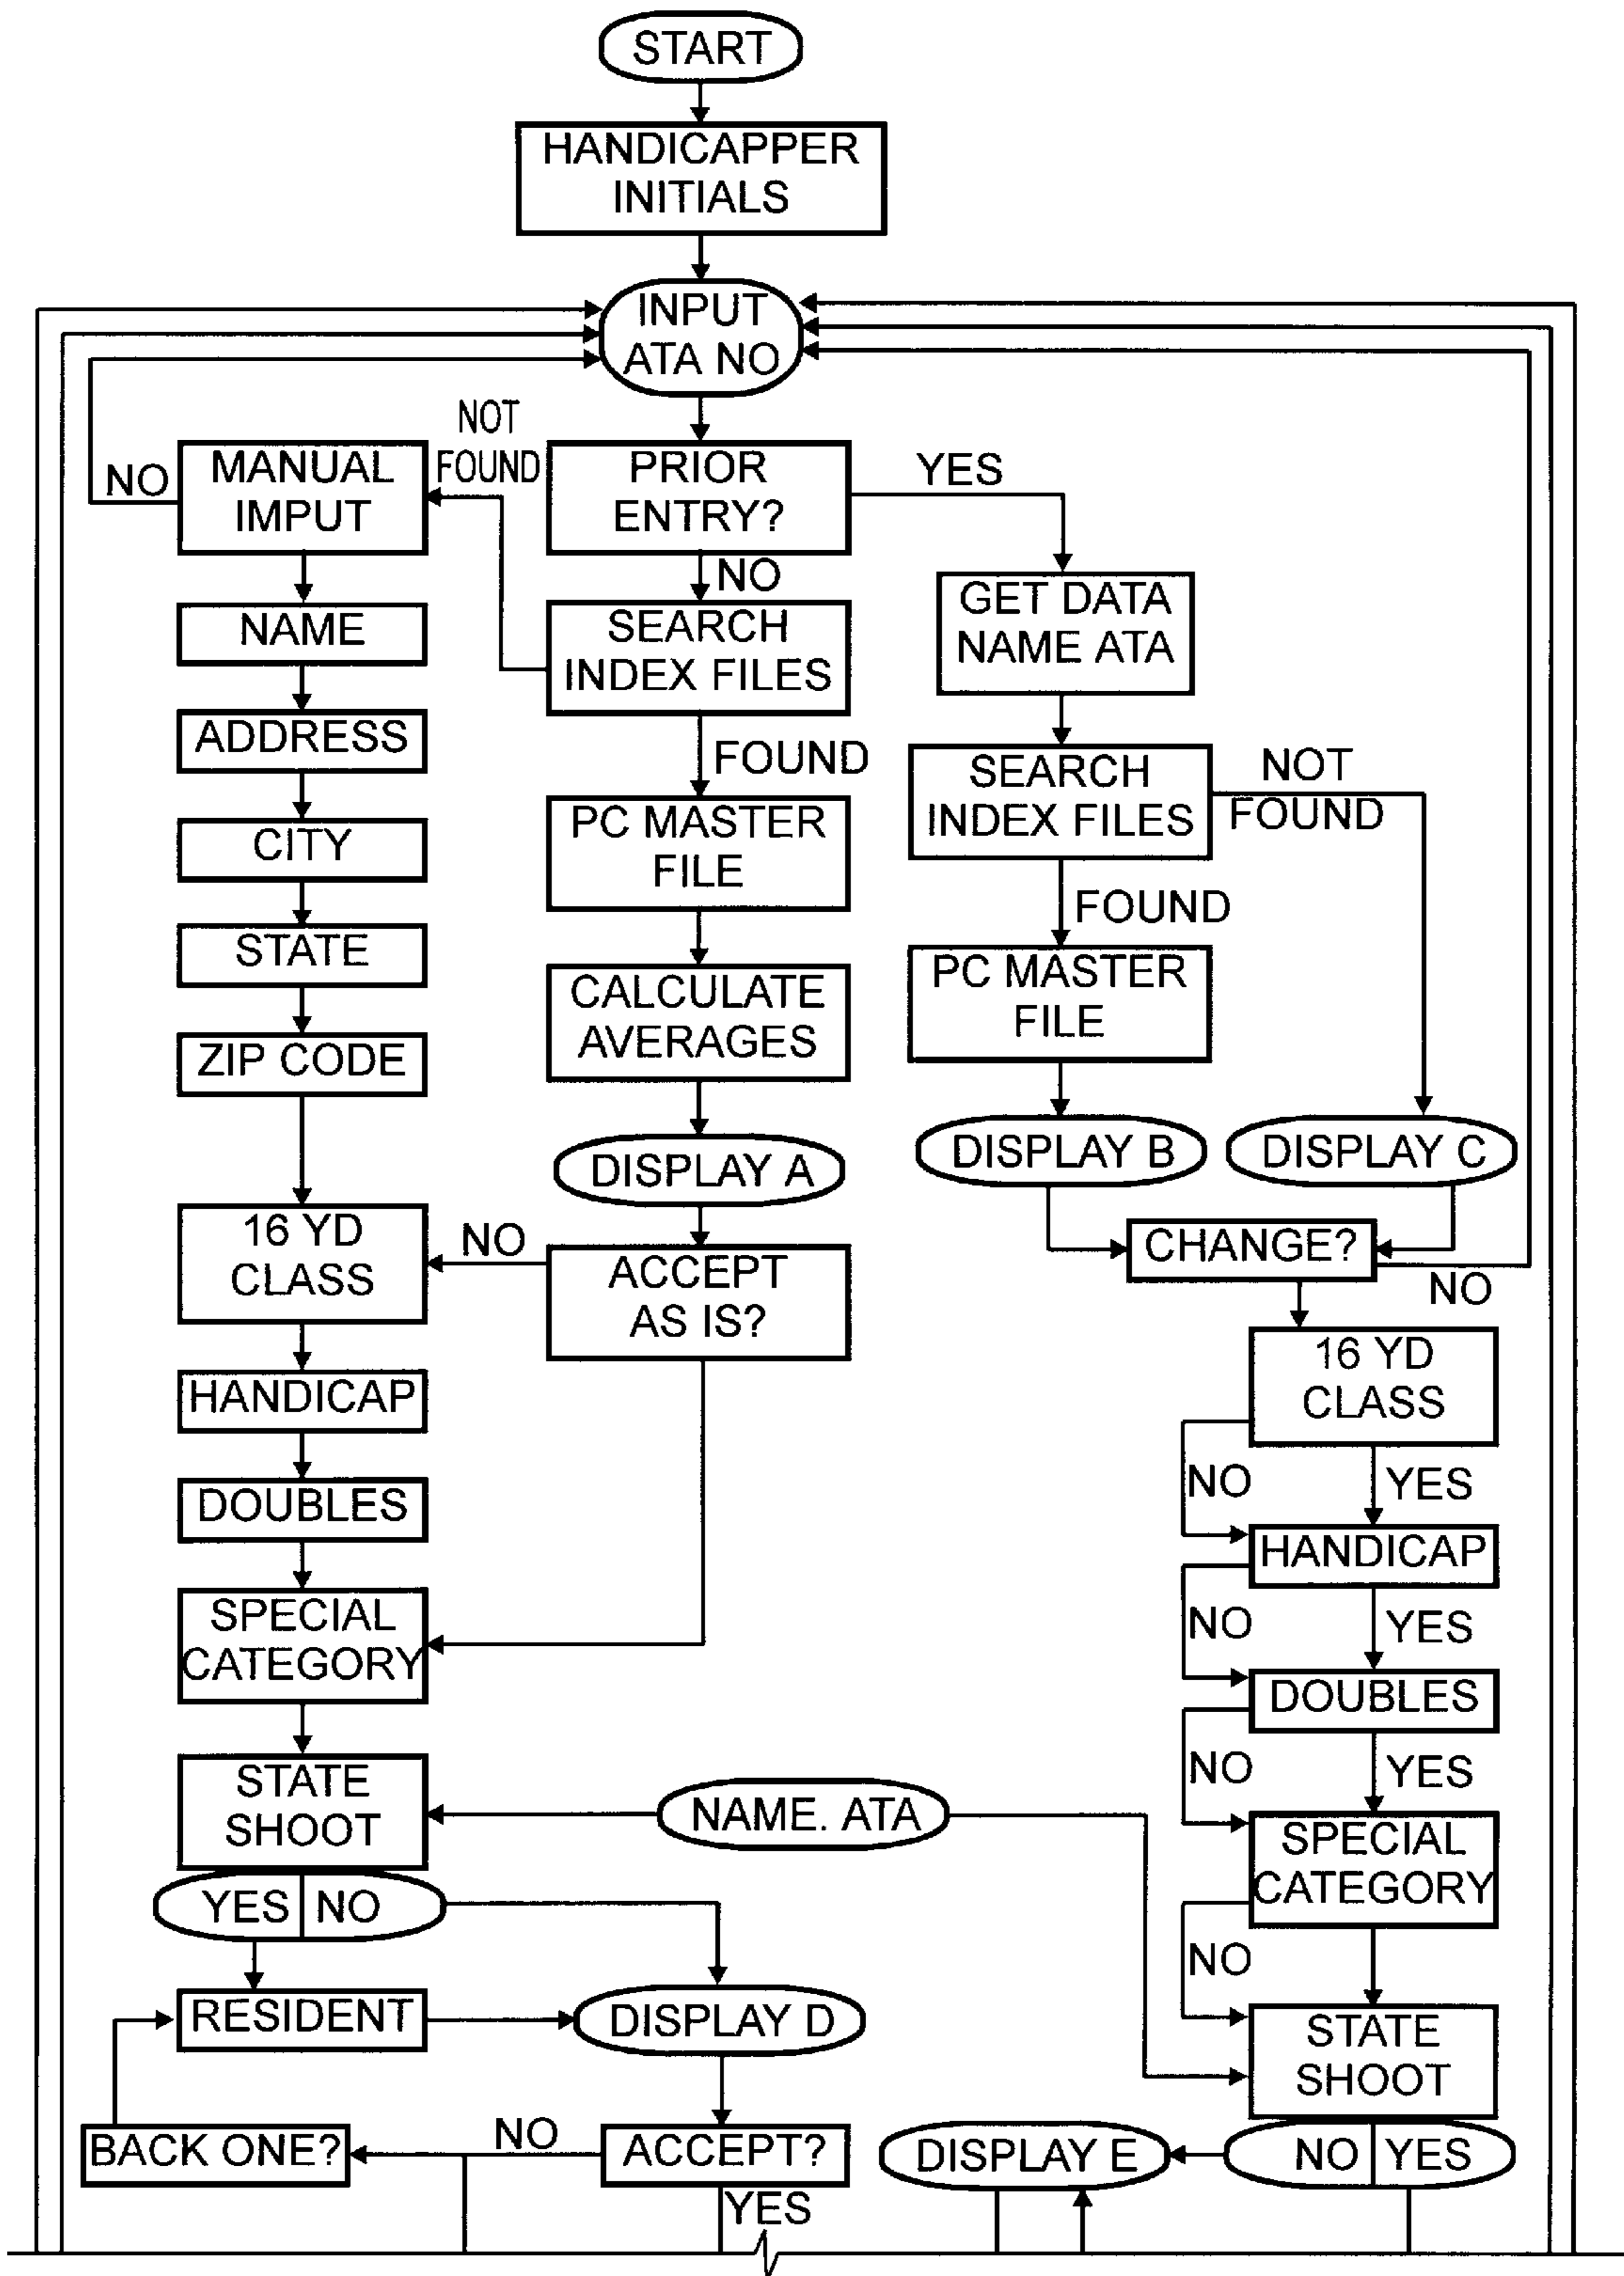 START
HANDICAPPER
INITIALS
INPUT
ATA NO
NOT
FOUND
NO
MANUAL
IMPUT
PRIOR
ENTRY?
YES
NO
NAME
SEARCH
INDEX FILES
GET DATA
NAME ATA
ADDRESS
FOUND
SEARCH
INDEX FILES
NOT
FOUND
CITY
PC MASTER
FILE
FOUND
STATE
CALCULATE
AVERAGES
PC MASTER
FILE
ZIP CODE
DISPLAY A
DISPLAY B
DISPLAY C
16 YD
CLASS
NO
ACCEPT
AS IS?
CHANGE?
NO
16 YD
CLASS
HANDICAP
NO
YES
DOUBLES
HANDICAP
SPECIAL
CATEGORY
NO
YES
DOUBLES
STATE
SHOOT
NAME. ATA
NO
YES
SPECIAL
CATEGORY
YES
NO
NO
RESIDENT
DISPLAY D
STATE
SHOOT
BACK ONE?
NO
ACCEPT?
DISPLAY E
NO
YES
YES